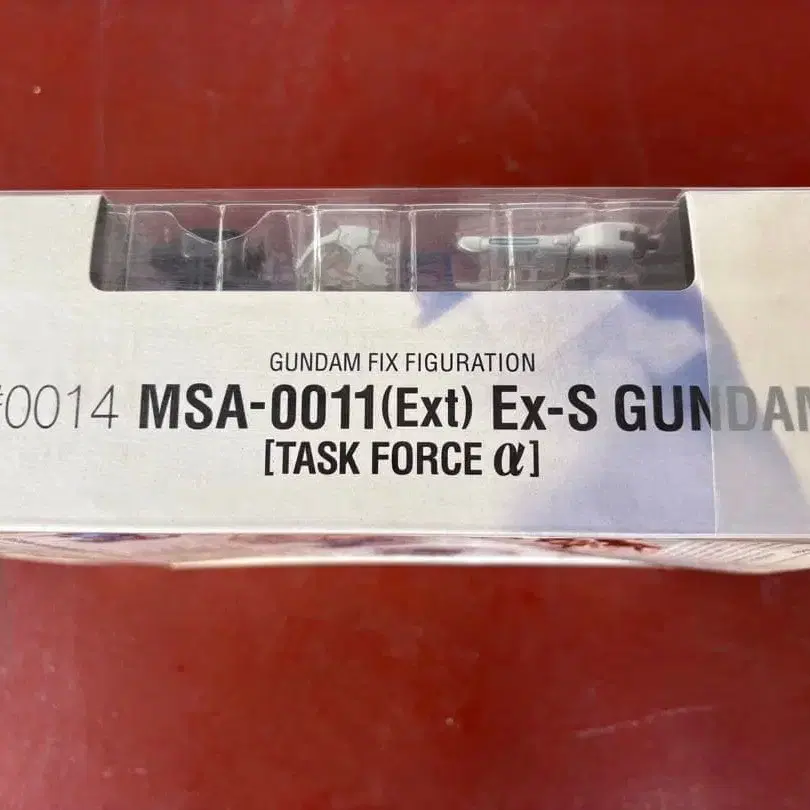 GUNDAM FIX FIGURATION
#0014 MSA-0011(Ext) Ex-S GUNDAM
[TASK FORCE α]